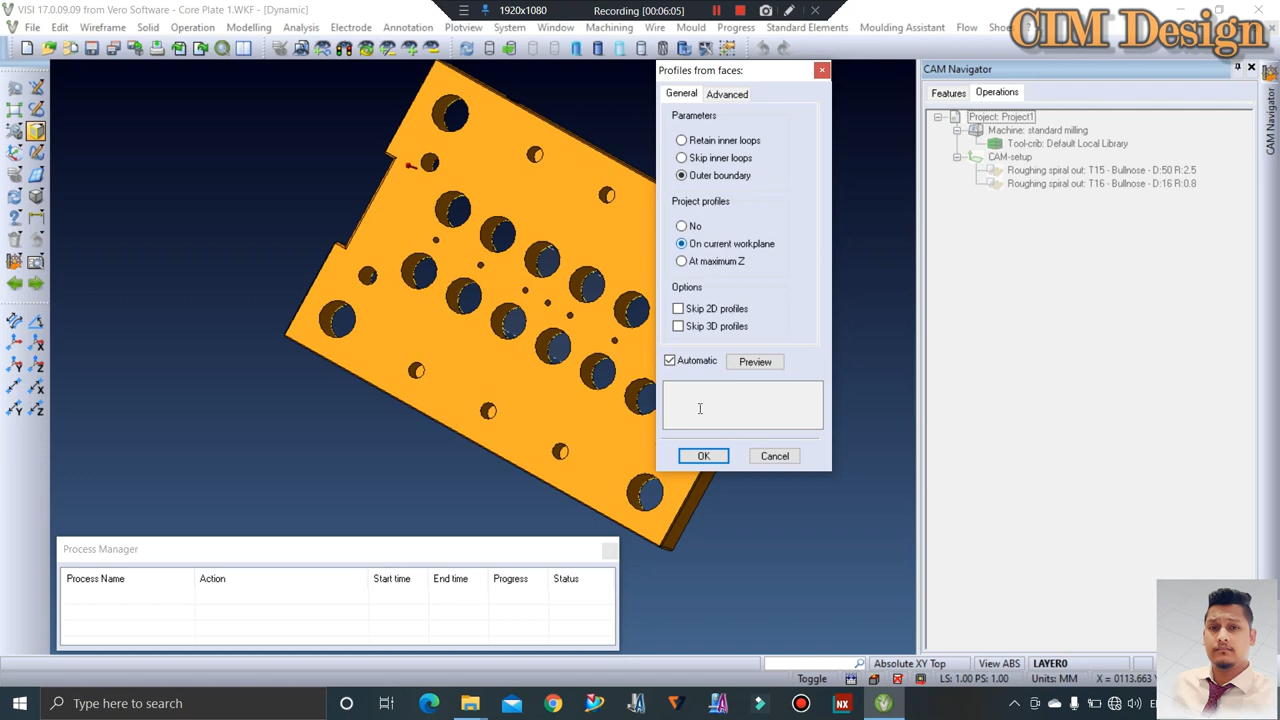 VISI 17.0.09.09 from Vero Software - Core Plate 1.WKF - [Dynamic]
1920x1080
Recording [00:06:05]
CIM Design
File Edit Wireframe Surface Solid Operation Modelling Analysis Electrode Annotation Plotview System Window Machining Wire Mould Progress Standard Elements Moulding Assistant Flow
Profiles from faces:
General
Advanced
Parameters
Retain inner loops
Skip inner loops
Outer boundary
Project profiles
No
On current workplane
At maximum Z
Options
Skip 2D profiles
Skip 3D profiles
Automatic
Preview
OK
Cancel
CAM Navigator
Features
Operations
Project: Project1
Machine: standard milling
Tool-crib: Default Local Library
CAM-setup
Roughing spiral out: T15 - Bullnose - D:50 R:2.5
Roughing spiral out: T16 - Bullnose - D:16 R:0.8
CAM Navigator
Process Manager
Process Name Action Start time End time Progress Status
Absolute XY Top View ABS LAYER0
Toggle LS: 1.00 PS: 1.00 Units: MM X = 0113.663
Type here to search
NX